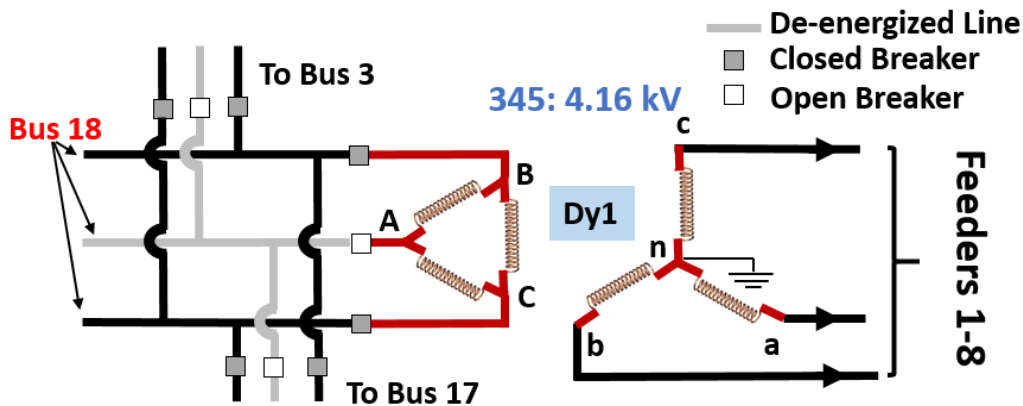 De-energized Line
Closed Breaker
Open Breaker
To Bus 3
345: 4.16 kV
Bus 18
c
B
A
Dy1
n
C
b
a
To Bus 17
Feeders 1-8